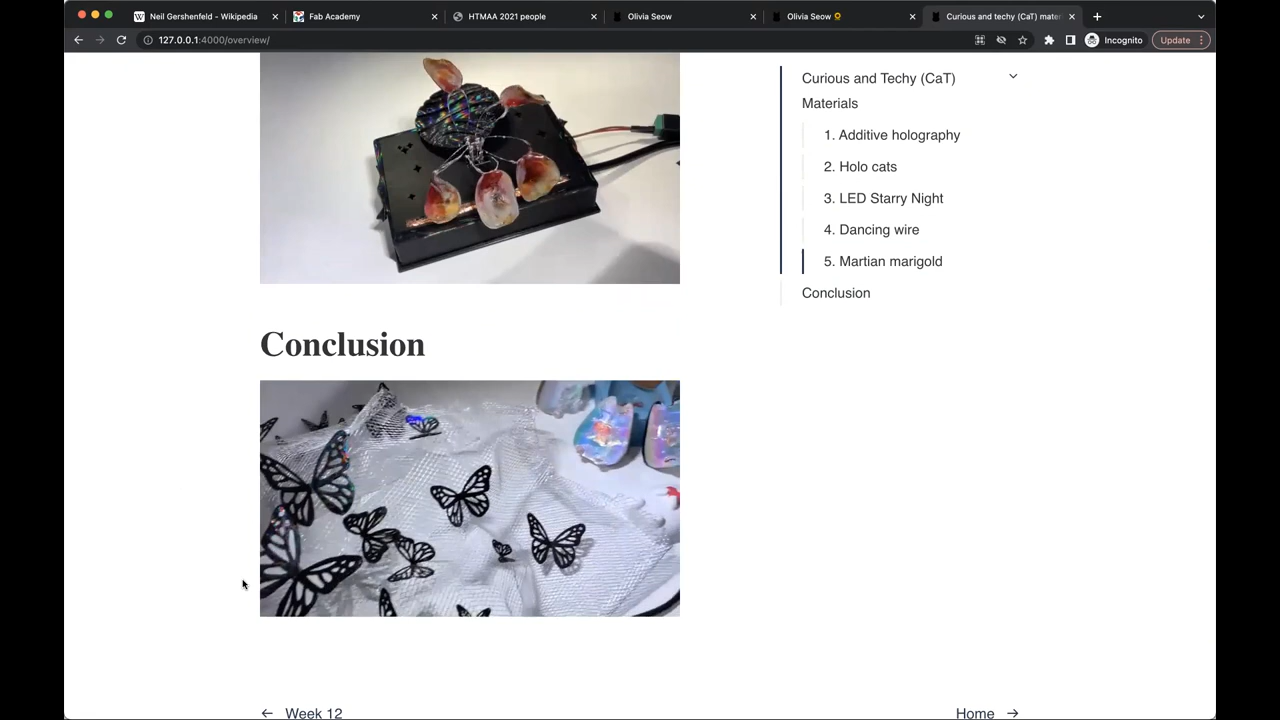 Neil Gershenfeld - Wikipedia
Fab Academy
HTMAA 2021 people
Olivia Seow
Olivia Seow
Curious and techy (CaT) mater
127.0.0.1:4000/overview/
Incognito
Update
Curious and Techy (CaT)
Materials
1. Additive holography
2. Holo cats
3. LED Starry Night
4. Dancing wire
5. Martian marigold
Conclusion
Conclusion
Week 12
Home